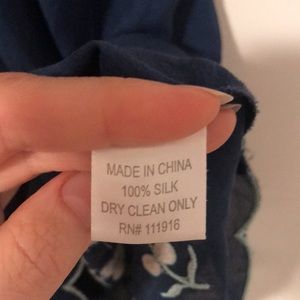 MADE IN CHINA
100% SILK
DRY CLEAN ONLY
RN# 111916